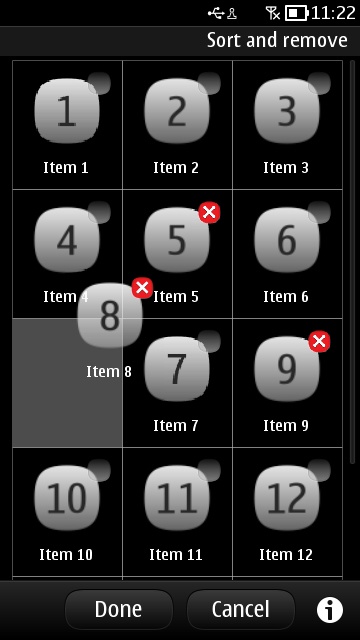 11:22
Sort and remove
1 2 3
Item 1 Item 2 Item 3
4 5 6
Item 4 Item 5 Item 6
8
Item 8
7 9
Item 7 Item 9
10 11 12
Item 10 Item 11 Item 12
Done Cancel